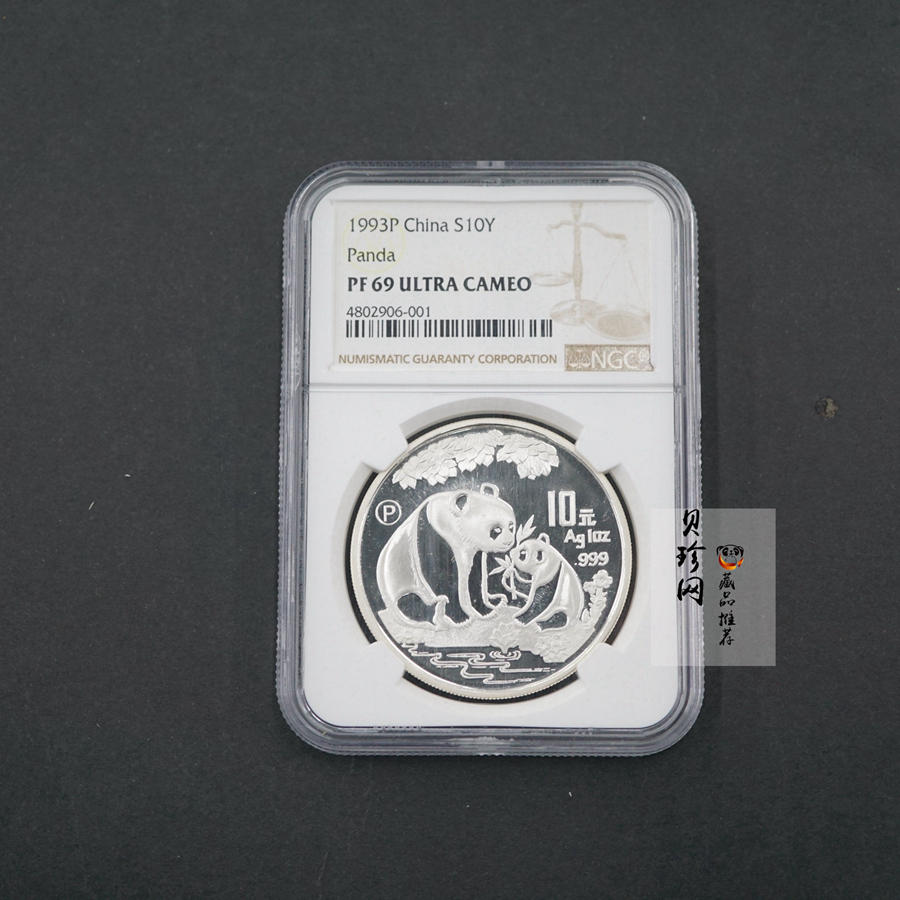 1993P China S10Y
Panda
PF 69 ULTRA CAMEO
4802906-001
NUMISMATIC GUARANTY CORPORATION
NGC®
P
10元
Ag 1oz
.999
贝珍网
藏品推荐